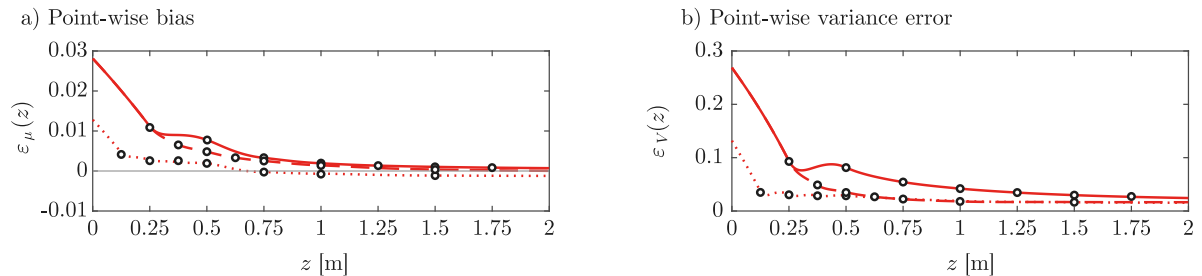 a) Point-wise bias
b) Point-wise variance error
0.03
0.02
0.01
0
-0.01
ε_μ(z)
0 0.25 0.5 0.75 1 1.25 1.5 1.75 2
z [m]
0.3
0.2
0.1
0
ε_V(z)
0 0.25 0.5 0.75 1 1.25 1.5 1.75 2
z [m]